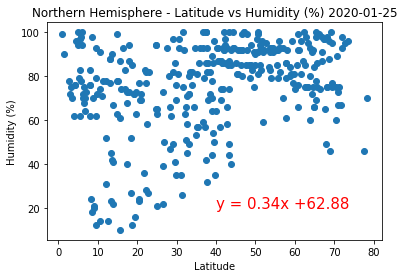 Northern Hemisphere - Latitude vs Humidity (%) 2020-01-25
100
80
60
40
20
Humidity (%)
y = 0.34x +62.88
0 10 20 30 40 50 60 70 80
Latitude